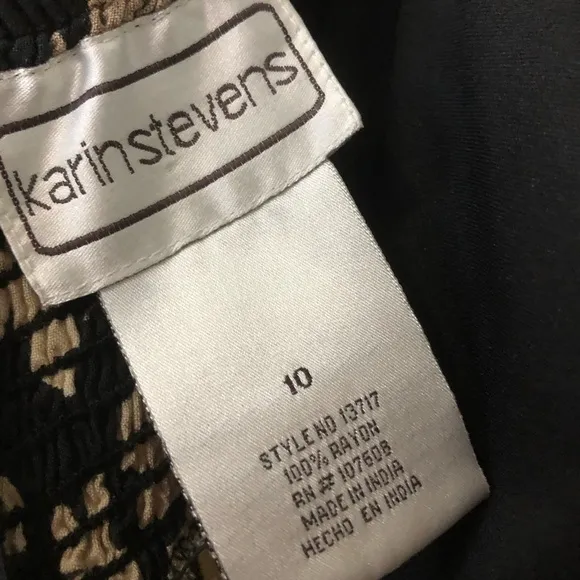 karinstevens
10
STYLE NO 13717
100% RAYON
RN # 107608
MADE IN INDIA
HECHO EN INDIA